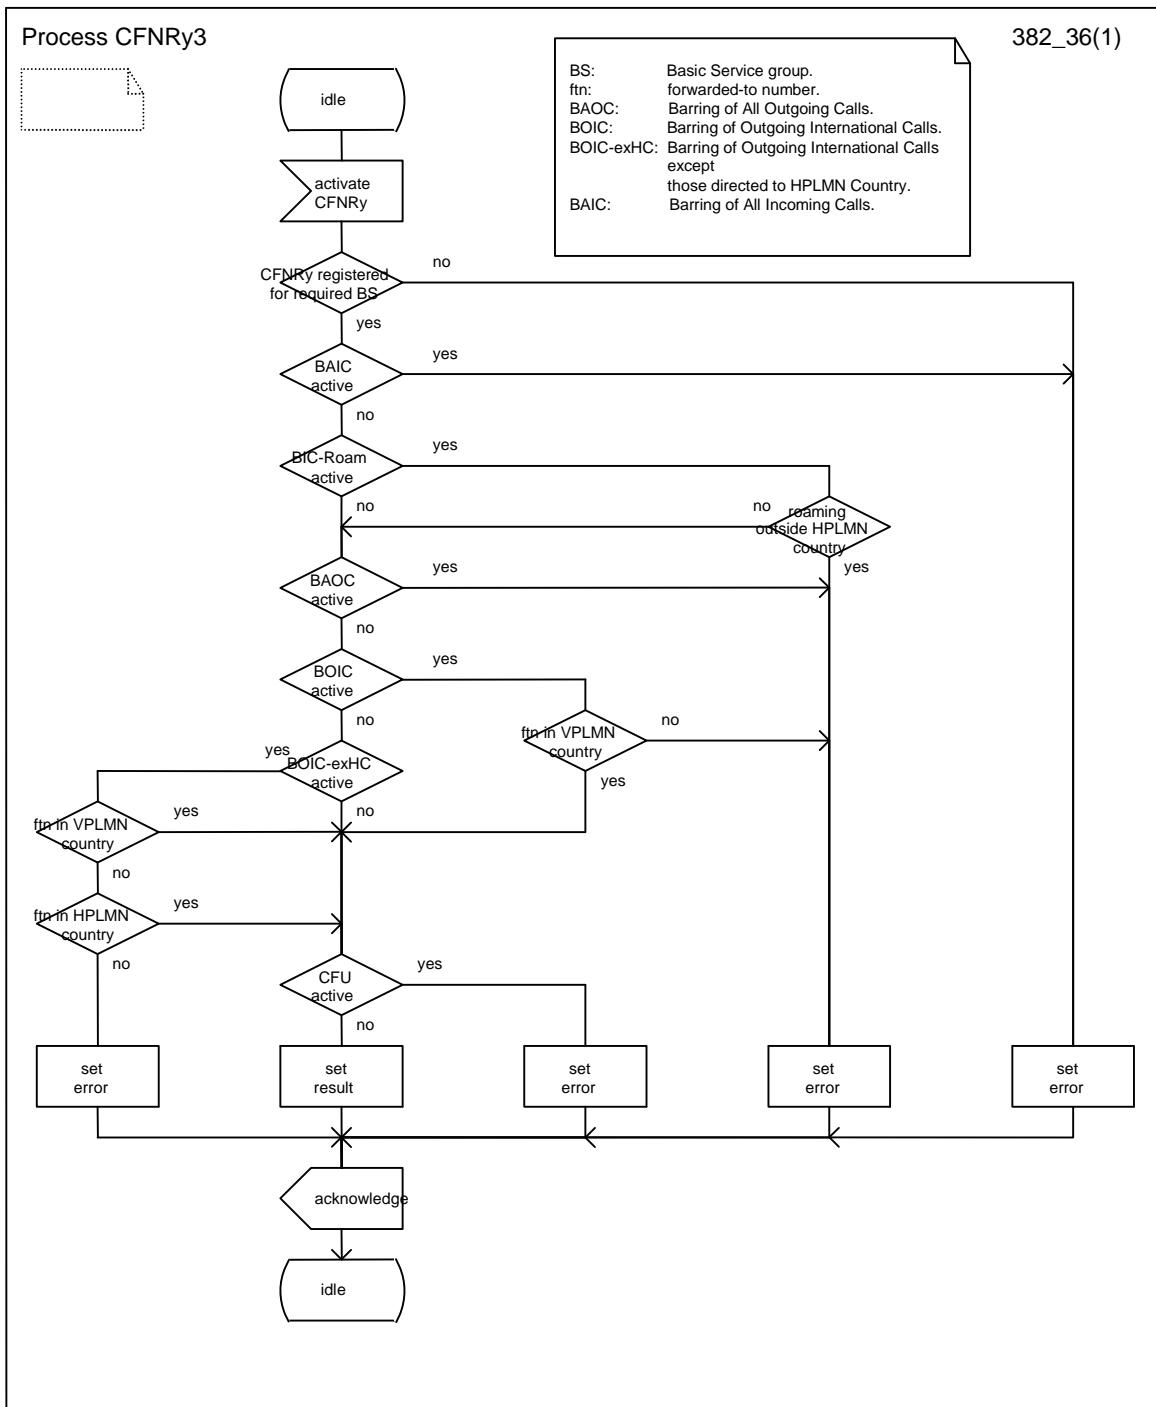 Process CFNRy3
382_36(1)
BS: Basic Service group.
ftn: forwarded-to number.
BAOC: Barring of All Outgoing Calls.
BOIC: Barring of Outgoing International Calls.
BOIC-exHC: Barring of Outgoing International Calls
except
those directed to HPLMN Country.
BAIC: Barring of All Incoming Calls.
idle
activate
CFNRy
CFNRy registered
for required BS
no
yes
BAIC
active
yes
no
BIC-Roam
active
yes
no
no
roaming
outside HPLMN
country
yes
BAOC
active
yes
no
BOIC
active
yes
no
ftn in VPLMN
country
no
yes
yes
BOIC-exHC
active
no
ftn in VPLMN
country
yes
no
ftn in HPLMN
country
yes
no
CFU
active
yes
no
set
error
set
result
set
error
set
error
set
error
acknowledge
idle